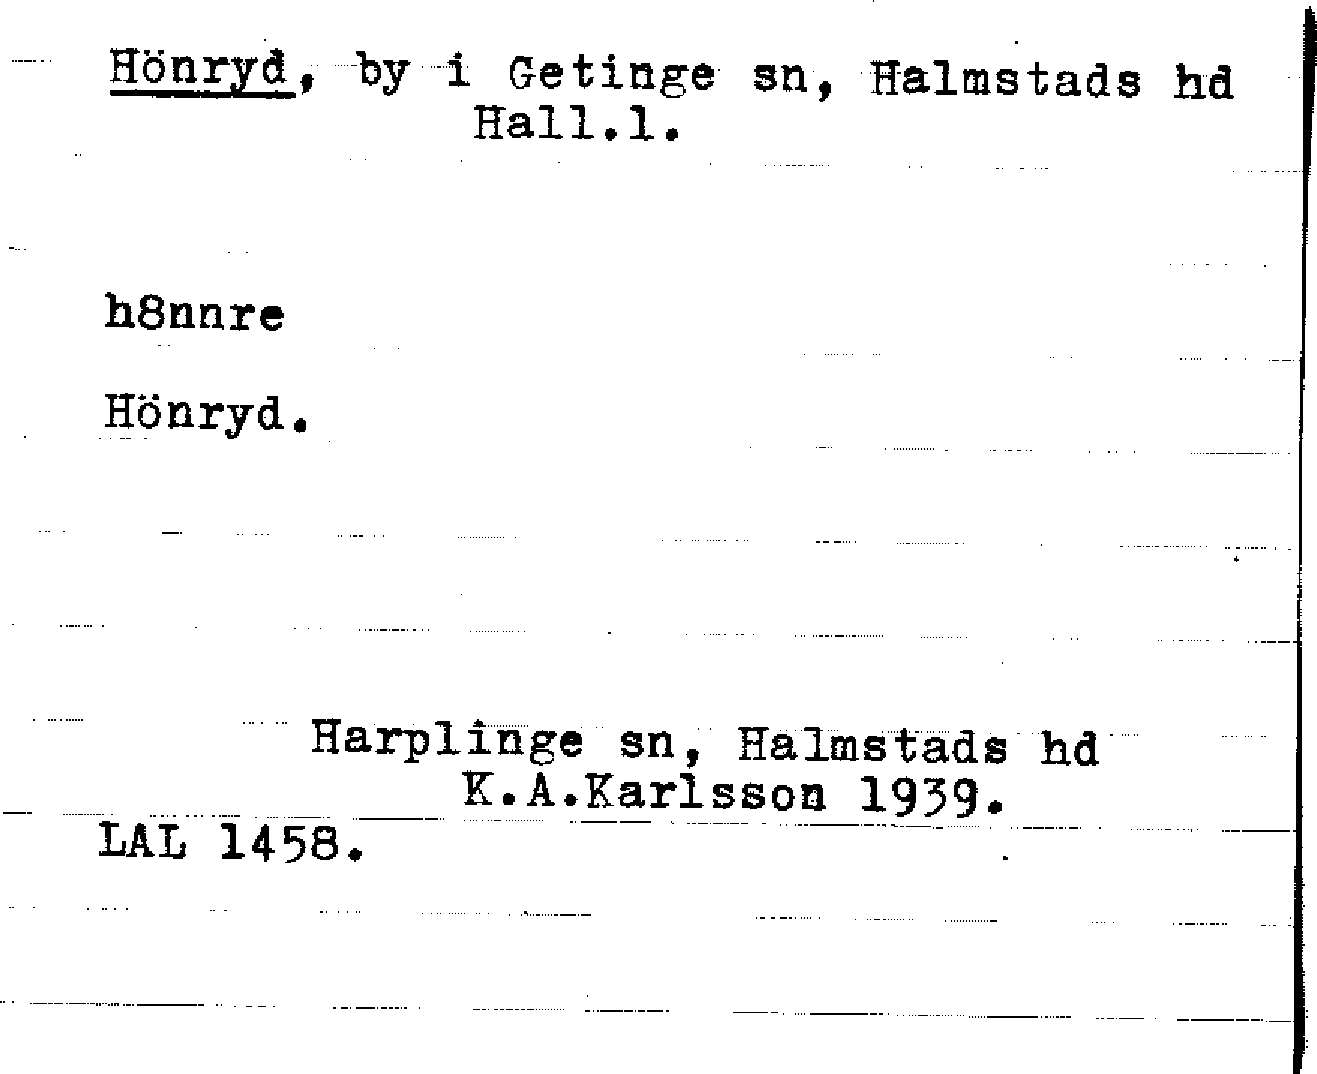 Hönryd, by i Getinge sn, Halmstads hd
Hall.l.
h8nnre
Hönryd.
Harplinge sn, Halmstads hd
K.A.Karlsson 1939.
LAL 1458.